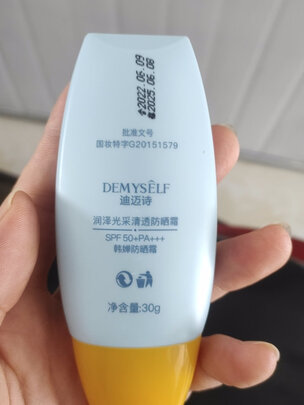 2022.06.09
2025.06.08
批准文号
国妆特字G20151579
DEMYSÊLF
迪迈诗
润泽光采清透防晒霜
SPF 50+PA+++
韩婵防晒霜
净含量:30g